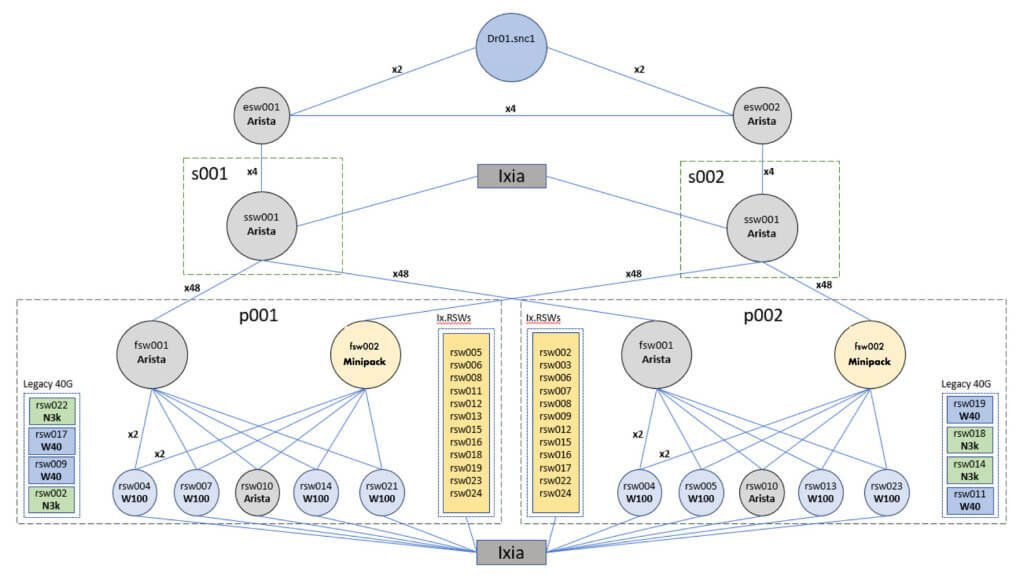 Dr01.snc1
x2
x2
esw001
Arista
x4
esw002
Arista
s001
x4
Ixia
s002
x4
ssw001
Arista
ssw001
Arista
x48
x48
x48
x48
p001
Ix.RSWs
Ix.RSWs
p002
fsw001
Arista
fsw002
Minipack
fsw001
Arista
fsw002
Minipack
rsw005
rsw006
rsw008
rsw011
rsw012
rsw013
rsw015
rsw016
rsw018
rsw019
rsw023
rsw024
rsw002
rsw003
rsw006
rsw007
rsw008
rsw009
rsw012
rsw015
rsw016
rsw017
rsw022
rsw024
Legacy 40G
rsw022
N3k
rsw017
W40
rsw009
W40
rsw002
N3k
Legacy 40G
rsw019
W40
rsw018
N3k
rsw014
N3k
rsw011
W40
x2
x2
x2
x2
rsw004
W100
rsw007
W100
rsw010
Arista
rsw014
W100
rsw021
W100
rsw004
W100
rsw005
W100
rsw010
Arista
rsw013
W100
rsw023
W100
Ixia